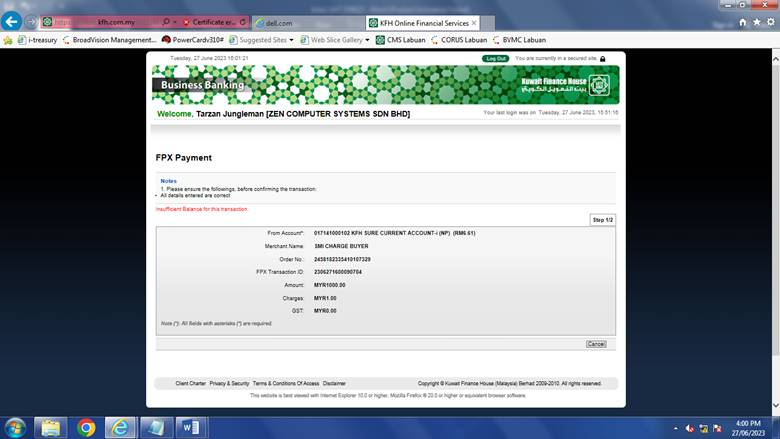 https:// kfh.com.my
Certificate er...
dell.com
KFH Online Financial Services
i-treasury
BroadVision Management...
PowerCardv310#
Suggested Sites
Web Slice Gallery
CMS Labuan
CORUS Labuan
BVMC Labuan
Tuesday, 27 June 2023 16:01:21
Log Out
You are currently in a secured site.
Business Banking
Kuwait Finance House
بيت التمويل الكويتي
Welcome, Tarzan Jungleman [ZEN COMPUTER SYSTEMS SDN BHD]
Your last login was on Tuesday, 27 June 2023, 15:51:15
FPX Payment
Notes
1. Please ensure the followings, before confirming the transaction:
• All details entered are correct
Insufficient Balance for this transaction.
Step 1/2
From Account*: 017141000102 KFH SURE CURRENT ACCOUNT-i (NP) (RM6.61)
Merchant Name: SMI CHARGE BUYER
Order No.: 2438182335410107329
FPX Transaction ID: 2306271600090704
Amount: MYR1000.00
Charges: MYR1.00
GST: MYR0.00
Note (*): All fields with asterisks (*) are required.
Cancel
Client Charter Privacy & Security Terms & Conditions Of Access Disclaimer
Copyright © Kuwait Finance House (Malaysia) Berhad 2009-2010. All rights reserved.
This website is best viewed with Internet Explorer 10.0 or higher, Mozilla Firefox ® 20.0 or higher or equivalent browser software.
4:00 PM
27/06/2023